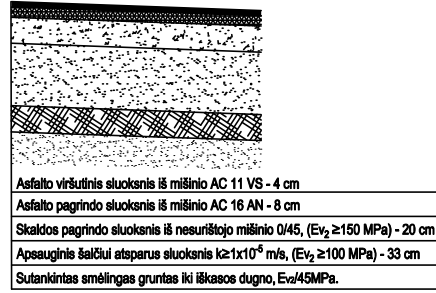 Asfalto viršutinis sluoksnis iš mišinio AC 11 VS - 4 cm
Asfalto pagrindo sluoksnis iš mišinio AC 16 AN - 8 cm
Skaldos pagrindo sluoksnis iš nesurištojo mišinio 0/45, (Ev₂ ≥150 MPa) - 20 cm
Apsauginis šalčiui atsparus sluoksnis k≥1x10⁻⁵ m/s, (Ev₂ ≥100 MPa) - 33 cm
Sutankintas smėlingas gruntas iki iškasos dugno, Ev₂/45MPa.